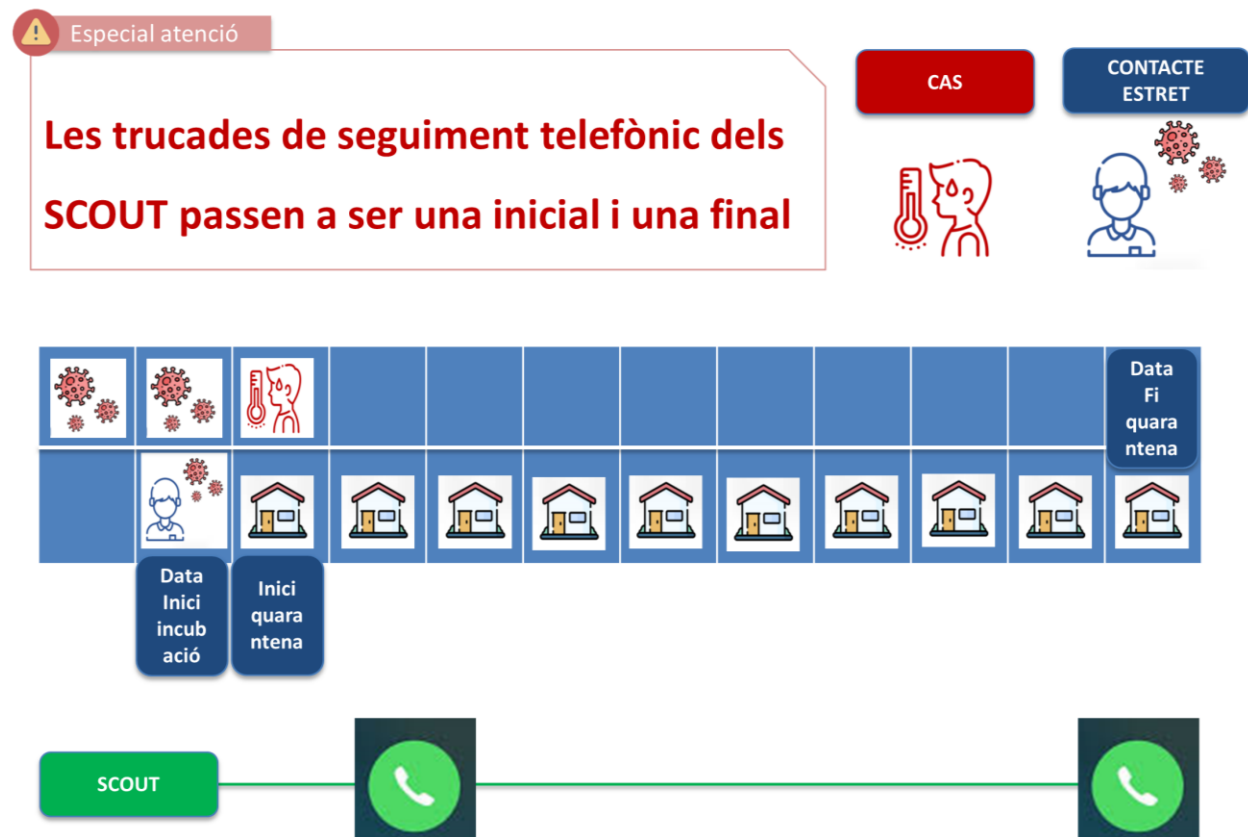 Especial atenció
Les trucades de seguiment telefònic dels
SCOUT passen a ser una inicial i una final
CAS
CONTACTE
ESTRET
Data
Fi
quara
ntena
Data
Inici
incub
ació
Inici
quara
ntena
SCOUT